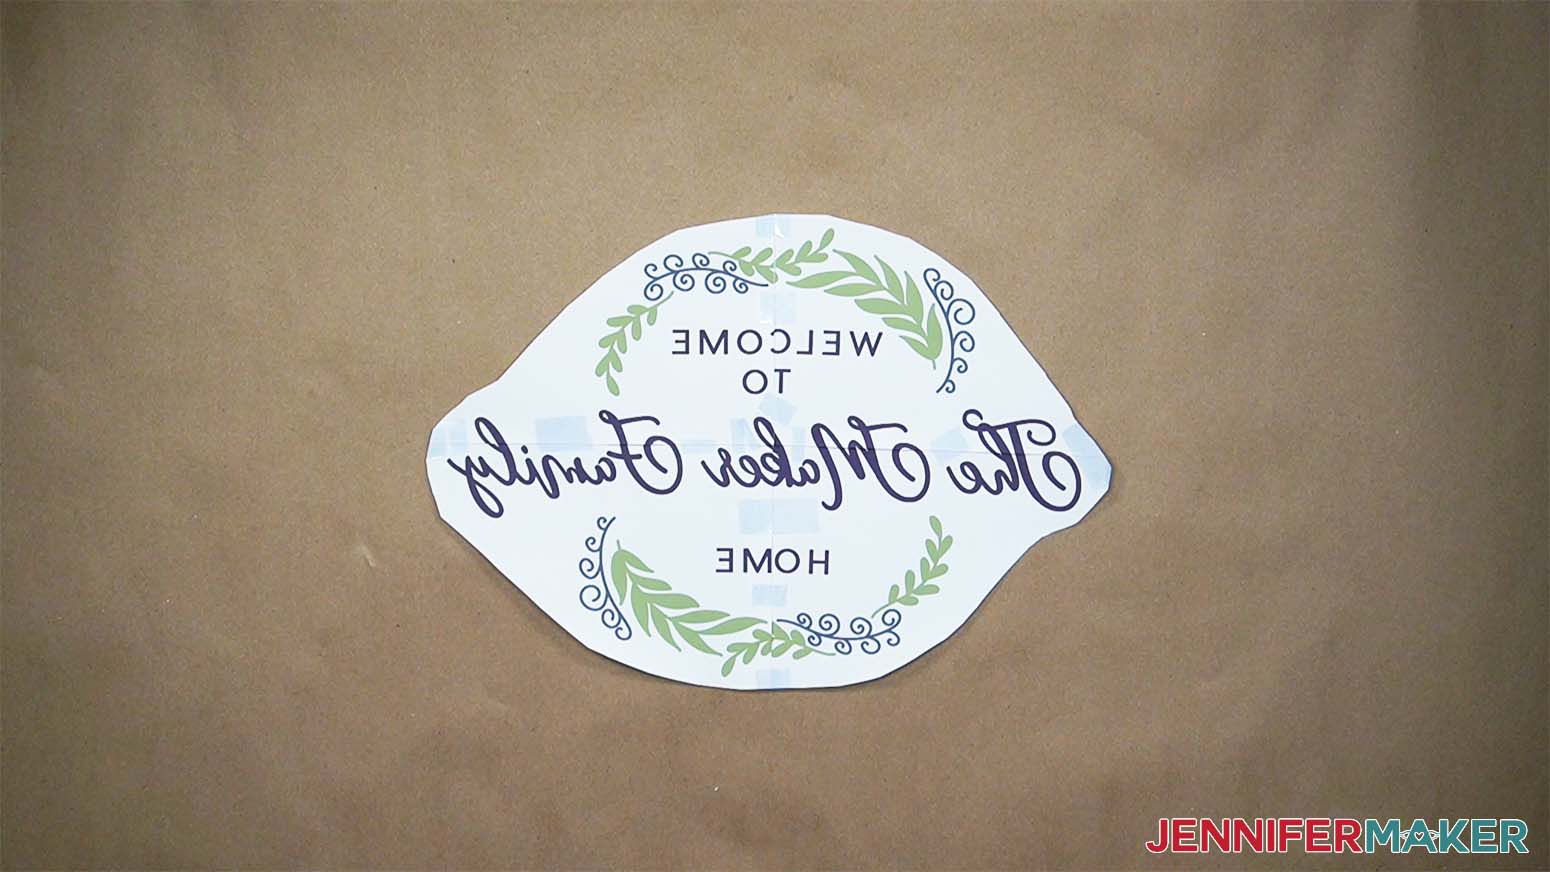 WELCOME
TO
The Maker Family
HOME
JENNIFERMAKER